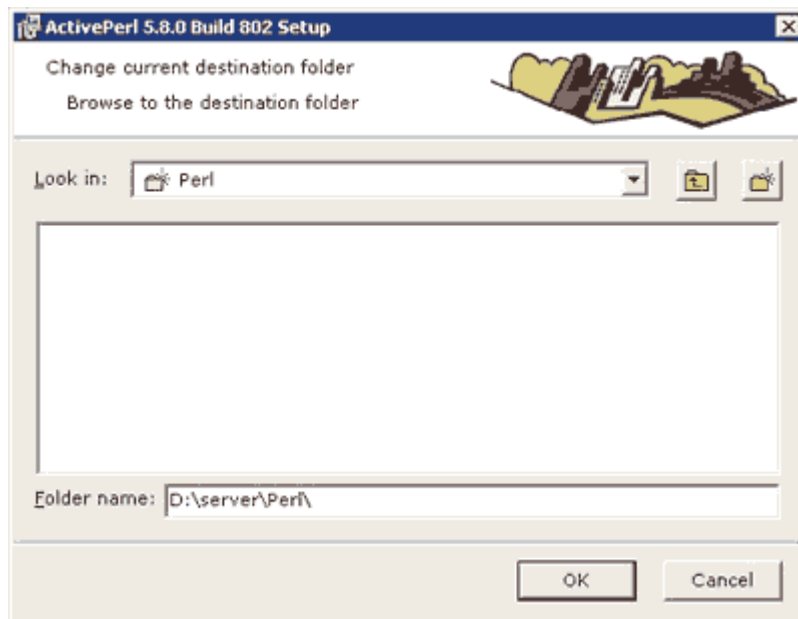 ActivePerl 5.8.0 Build 802 Setup
Change current destination folder
Browse to the destination folder
Look in: Perl
Folder name: D:\server\Perl\
OK Cancel